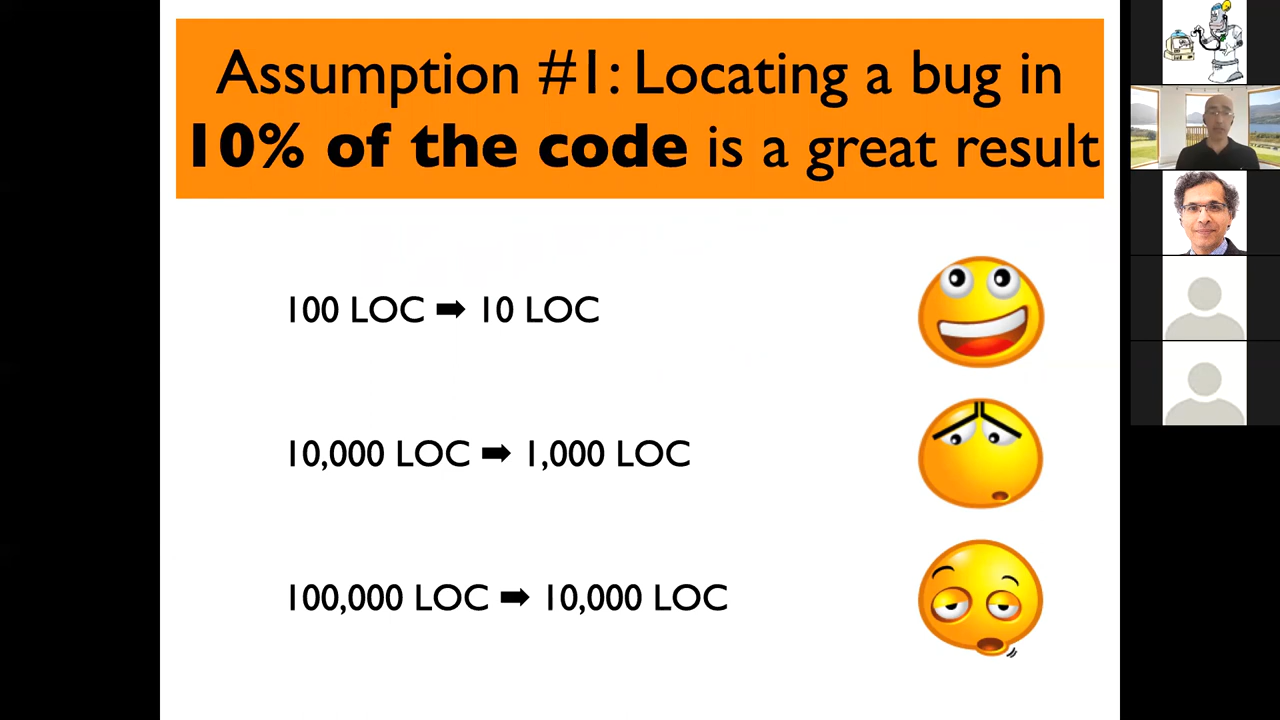 Assumption #1: Locating a bug in
10% of the code is a great result
100 LOC ➡ 10 LOC
10,000 LOC ➡ 1,000 LOC
100,000 LOC ➡ 10,000 LOC